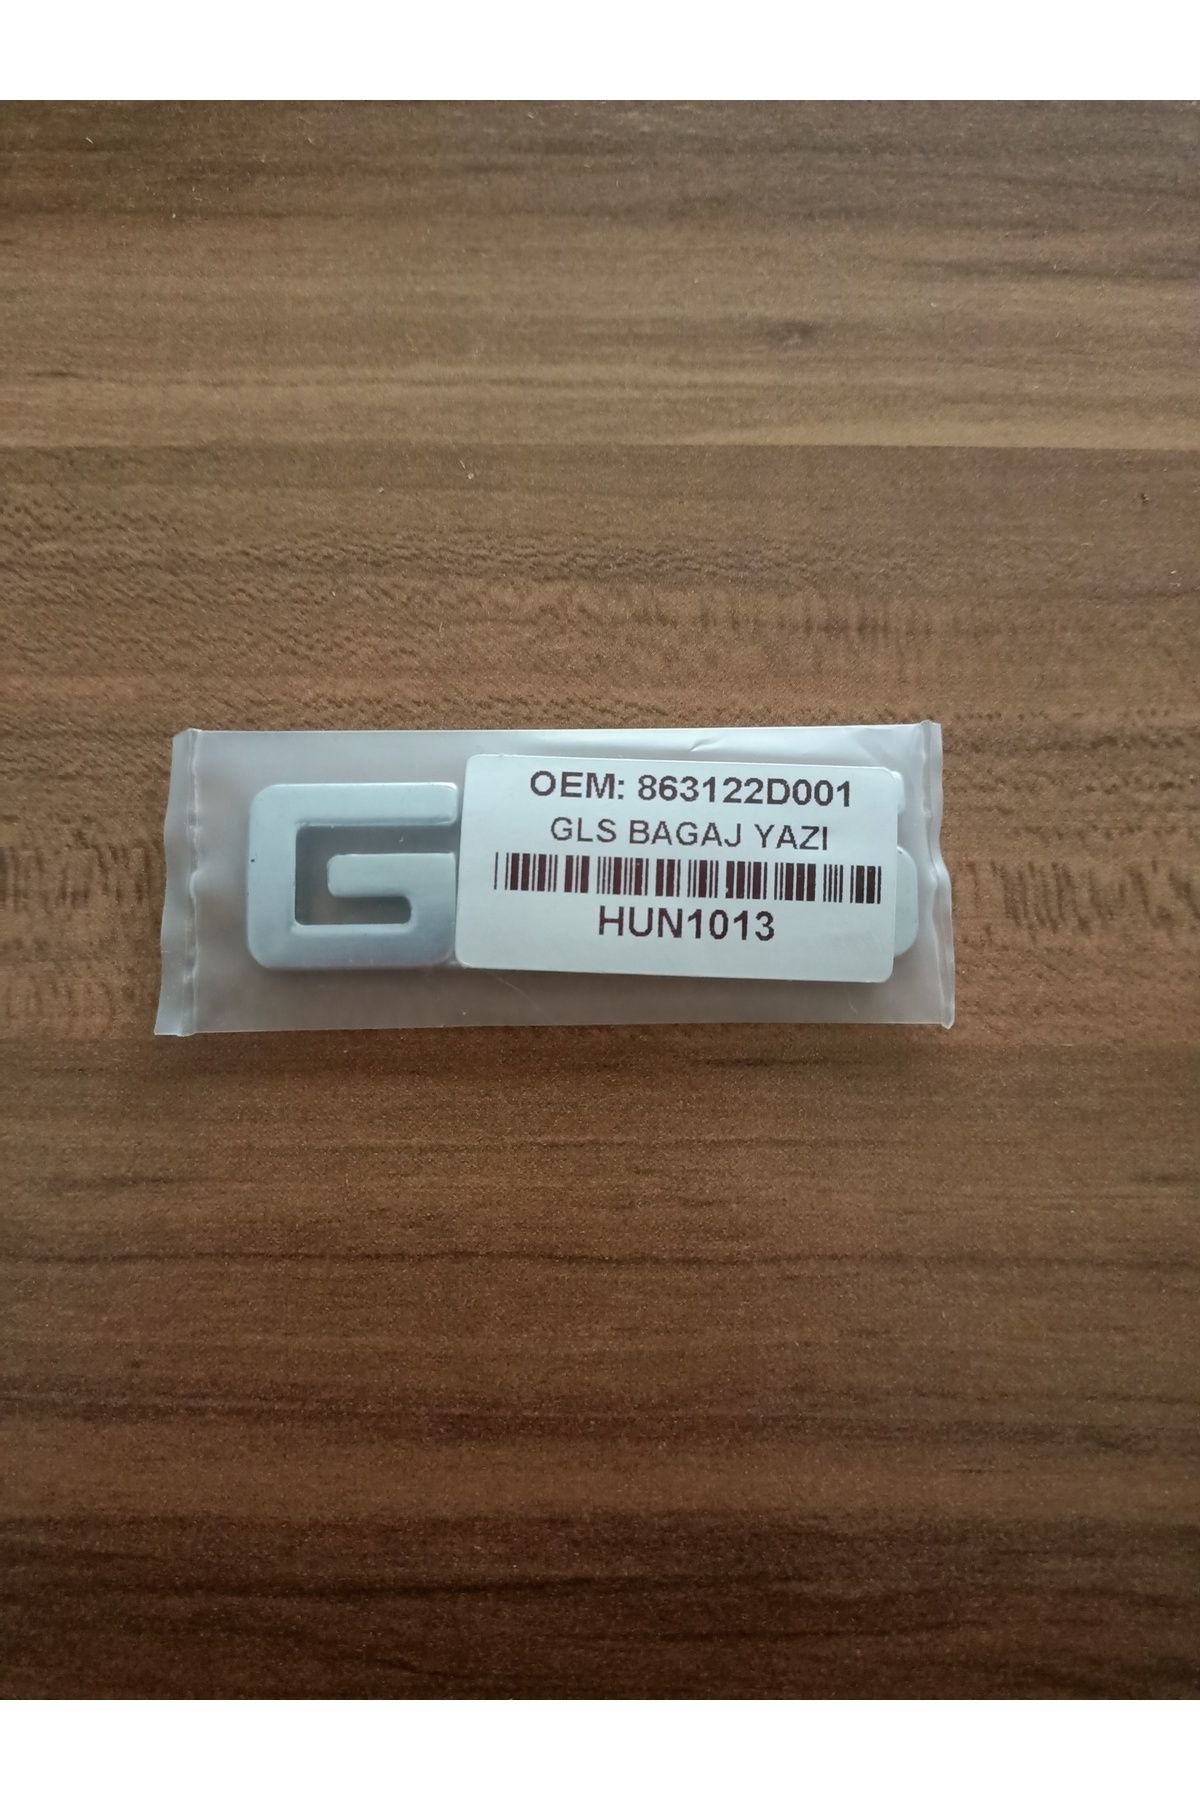 G
OEM: 863122D001
GLS BAGAJ YAZI
HUN1013